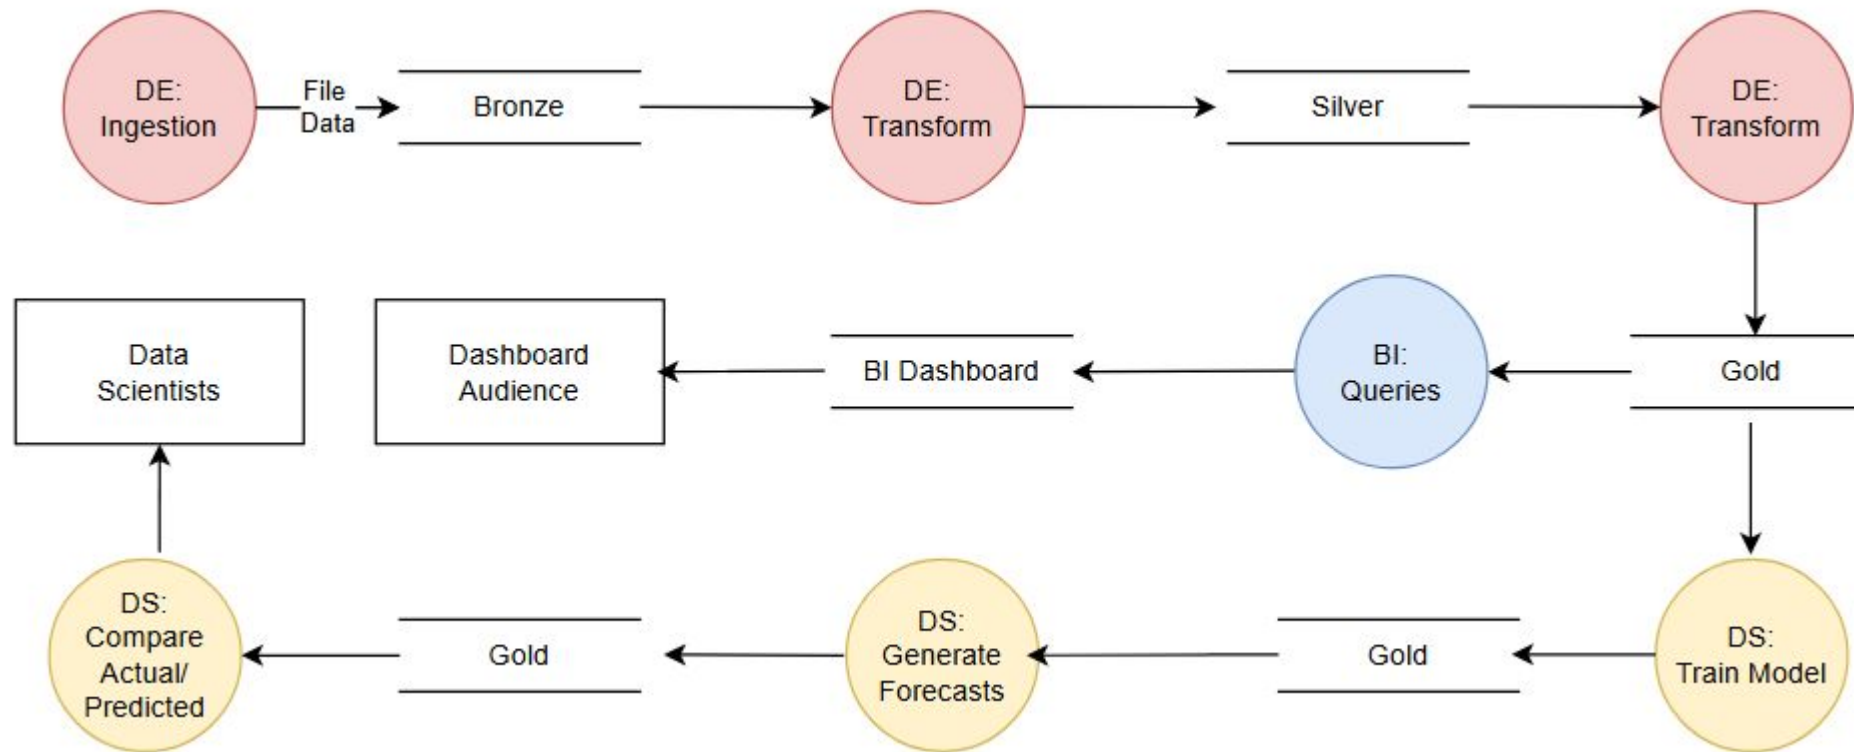 DE:
Ingestion
File
Data
Bronze
DE:
Transform
Silver
DE:
Transform
Data
Scientists
Dashboard
Audience
BI Dashboard
BI:
Queries
Gold
DS:
Compare
Actual/
Predicted
Gold
DS:
Generate
Forecasts
Gold
DS:
Train Model